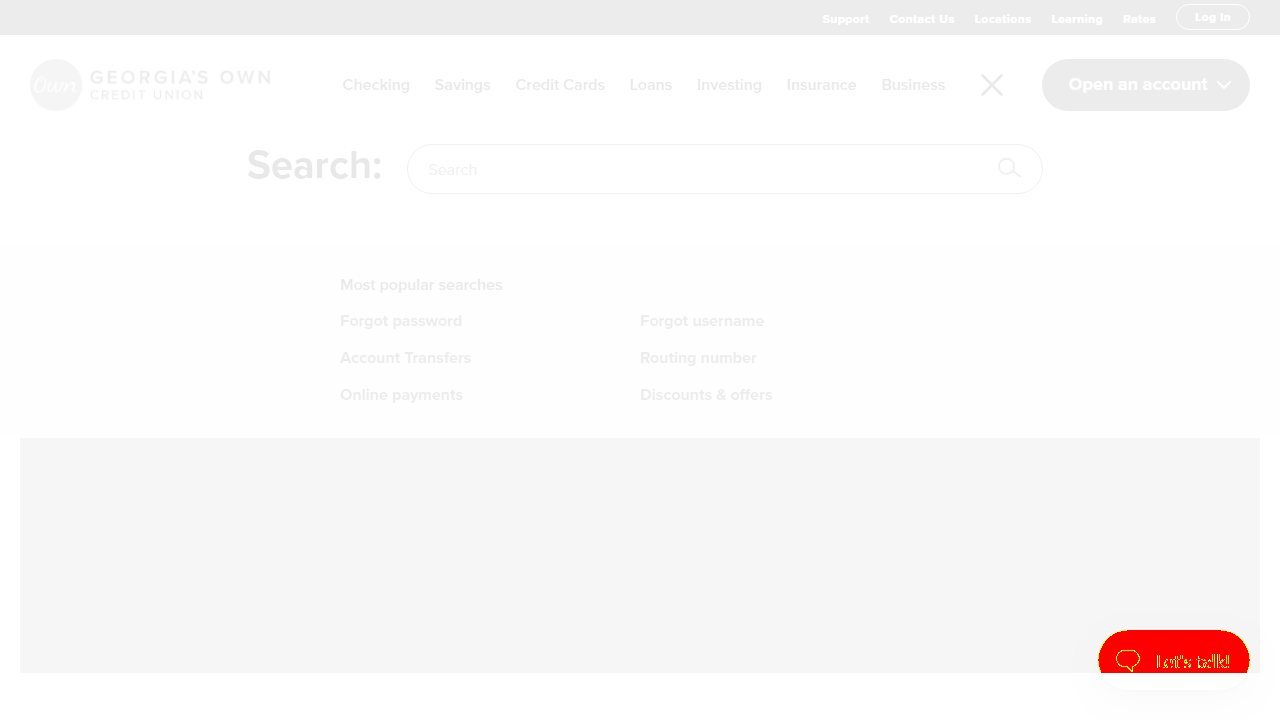 Support Contact Us Locations Learning Rates Log In
Own GEORGIA'S OWN
CREDIT UNION
Checking Savings Credit Cards Loans Investing Insurance Business Open an account
Search: Search
Most popular searches
Forgot password Forgot username
Account Transfers Routing number
Online payments Discounts & offers
Let's talk!